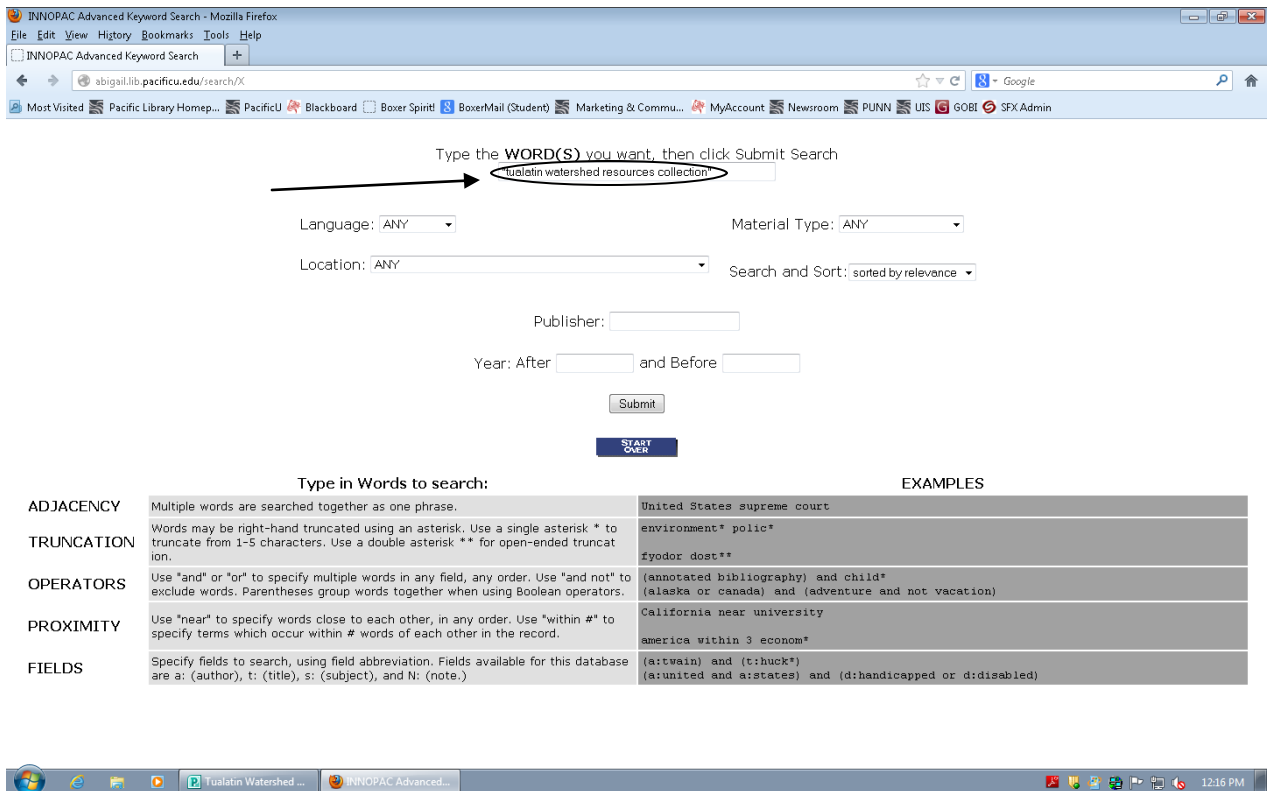 INNOPAC Advanced Keyword Search - Mozilla Firefox
File Edit View History Bookmarks Tools Help
INNOPAC Advanced Keyword Search +
abigail.lib.pacificu.edu/search/X
Google
Most Visited Pacific Library Homep... PacificU Blackboard Boxer Spirit! BoxerMail (Student) Marketing & Commu... MyAccount Newsroom PUNN UIS GOBI SFX Admin
Type the WORD(S) you want, then click Submit Search
"tualatin watershed resources collection"
Language: ANY Material Type: ANY
Location: ANY Search and Sort: sorted by relevance
Publisher:
Year: After and Before
Submit
START
OVER
Type in Words to search: EXAMPLES
ADJACENCY Multiple words are searched together as one phrase. United States supreme court
TRUNCATION Words may be right-hand truncated using an asterisk. Use a single asterisk * to
truncate from 1-5 characters. Use a double asterisk ** for open-ended truncat
ion.
environment* polic*
fyodor dost**
OPERATORS Use "and" or "or" to specify multiple words in any field, any order. Use "and not" to
exclude words. Parentheses group words together when using Boolean operators.
(annotated bibliography) and child*
(alaska or canada) and (adventure and not vacation)
PROXIMITY Use "near" to specify words close to each other, in any order. Use "within #" to
specify terms which occur within # words of each other in the record.
California near university
america within 3 econom*
FIELDS Specify fields to search, using field abbreviation. Fields available for this database
are a: (author), t: (title), s: (subject), and N: (note.)
(a:twain) and (t:huck*)
(a:united and a:states) and (d:handicapped or d:disabled)
Tualatin Watershed ... INNOPAC Advanced... 12:16 PM